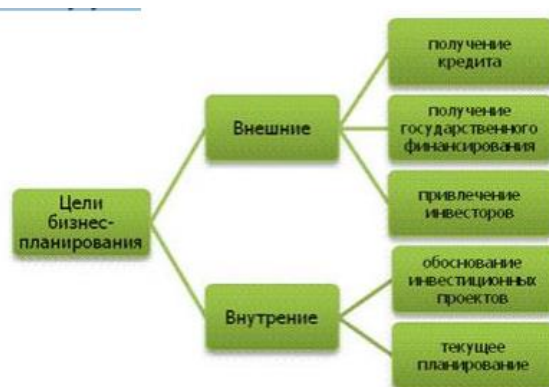 получение
кредита
Внешние
получение
государственного
финансирования
привлечение
инвесторов
Цели
бизнес-
планирования
обоснование
инвестиционных
проектов
Внутрение
текущее
планирование